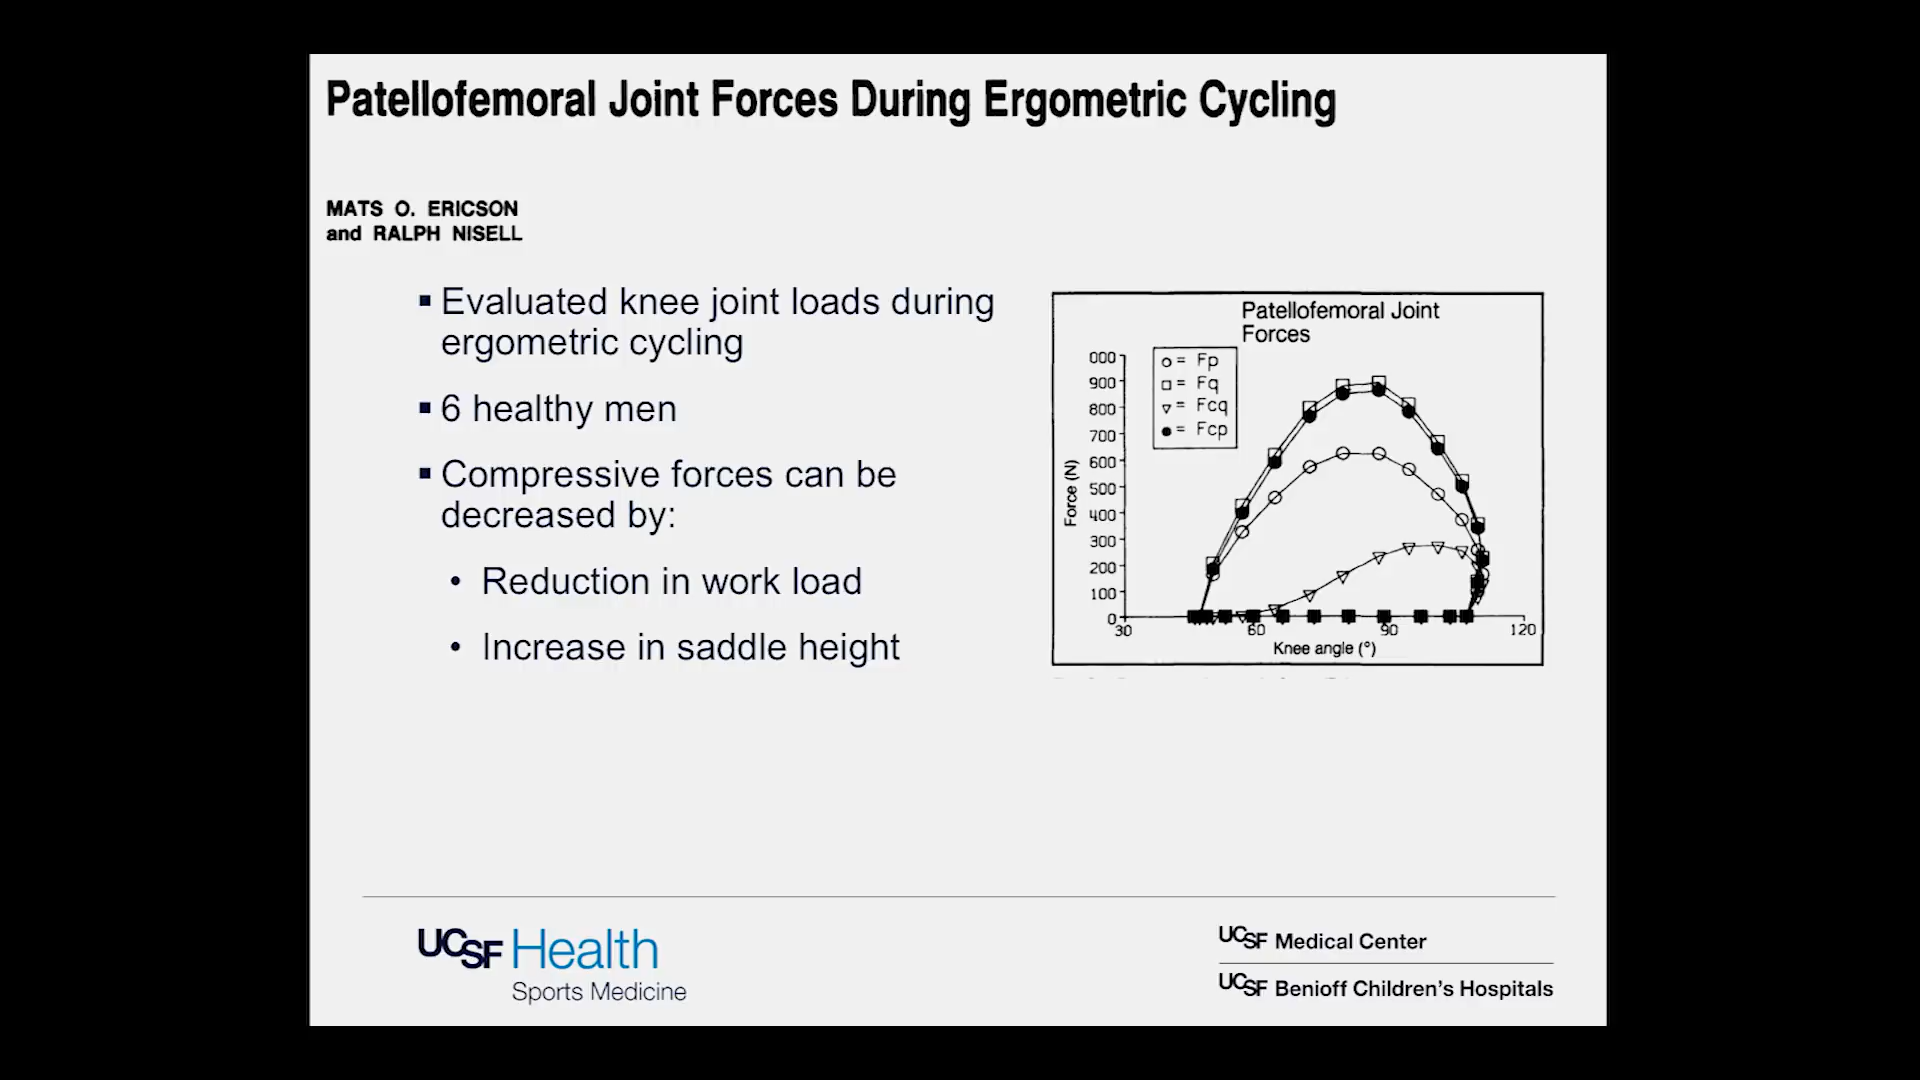 Patellofemoral Joint Forces During Ergometric Cycling
MATS O. ERICSON
and RALPH NISELL
▪ Evaluated knee joint loads during
ergometric cycling
▪ 6 healthy men
▪ Compressive forces can be
decreased by:
• Reduction in work load
• Increase in saddle height
Patellofemoral Joint
Forces
○= Fp
□= Fq
▽= Fcq
●= Fcp
000
900
800
700
600
500
400
300
200
100
0
Force (N)
30 60 90 120
Knee angle (°)
UCSF Health
Sports Medicine
UCSF Medical Center
UCSF Benioff Children's Hospitals